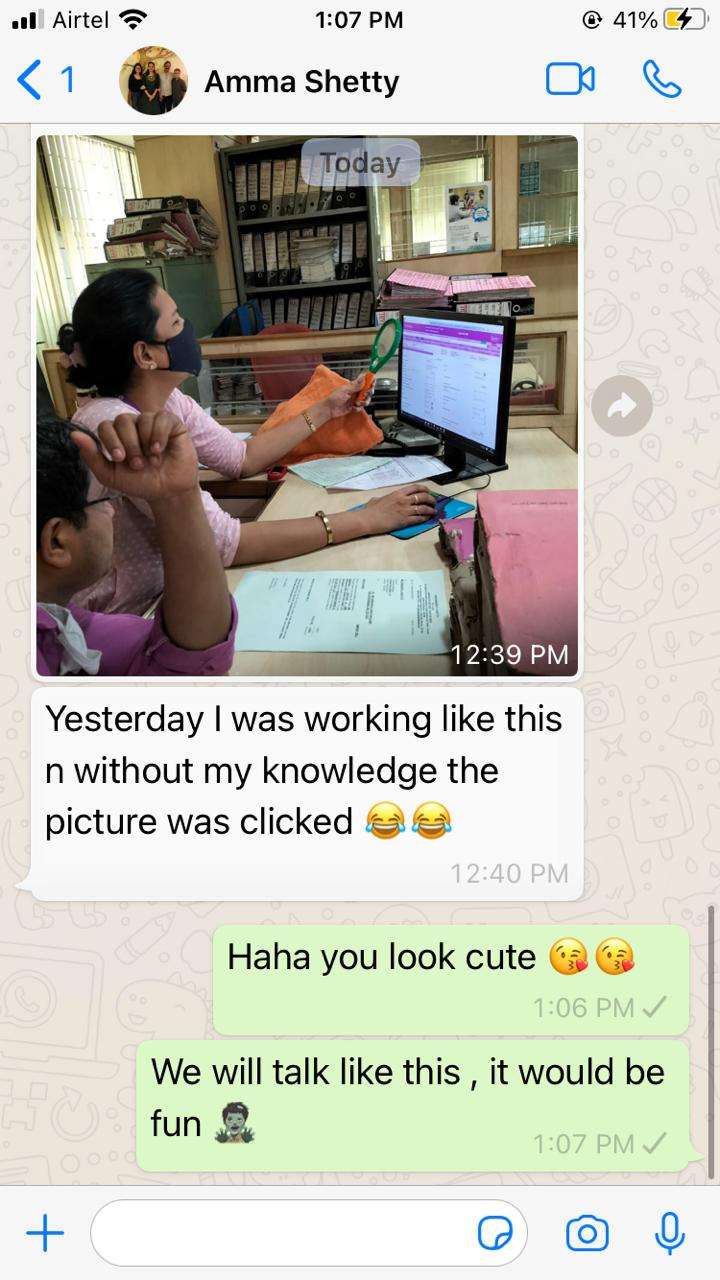 Airtel
1:07 PM
41%
1
Amma Shetty
Today
12:39 PM
Yesterday I was working like this
n without my knowledge the
picture was clicked 😂😂
12:40 PM
Haha you look cute 😘😘
1:06 PM
We will talk like this , it would be
fun 🧟
1:07 PM